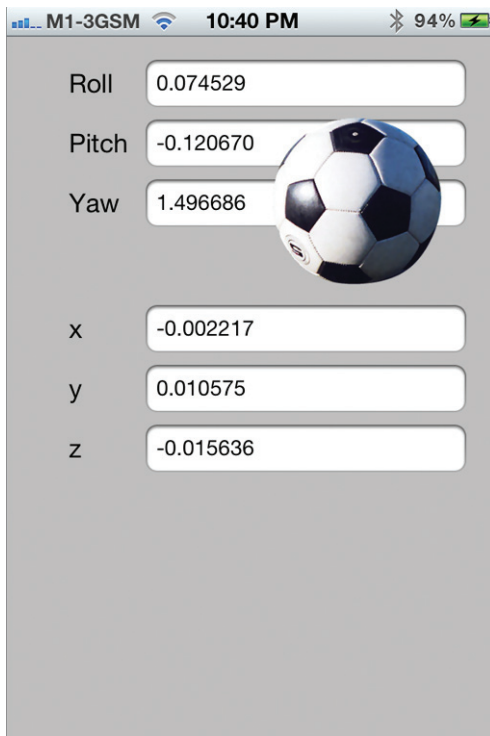 M1-3GSM 10:40 PM 94%
Roll 0.074529
Pitch -0.120670
Yaw 1.496686
x -0.002217
y 0.010575
z -0.015636